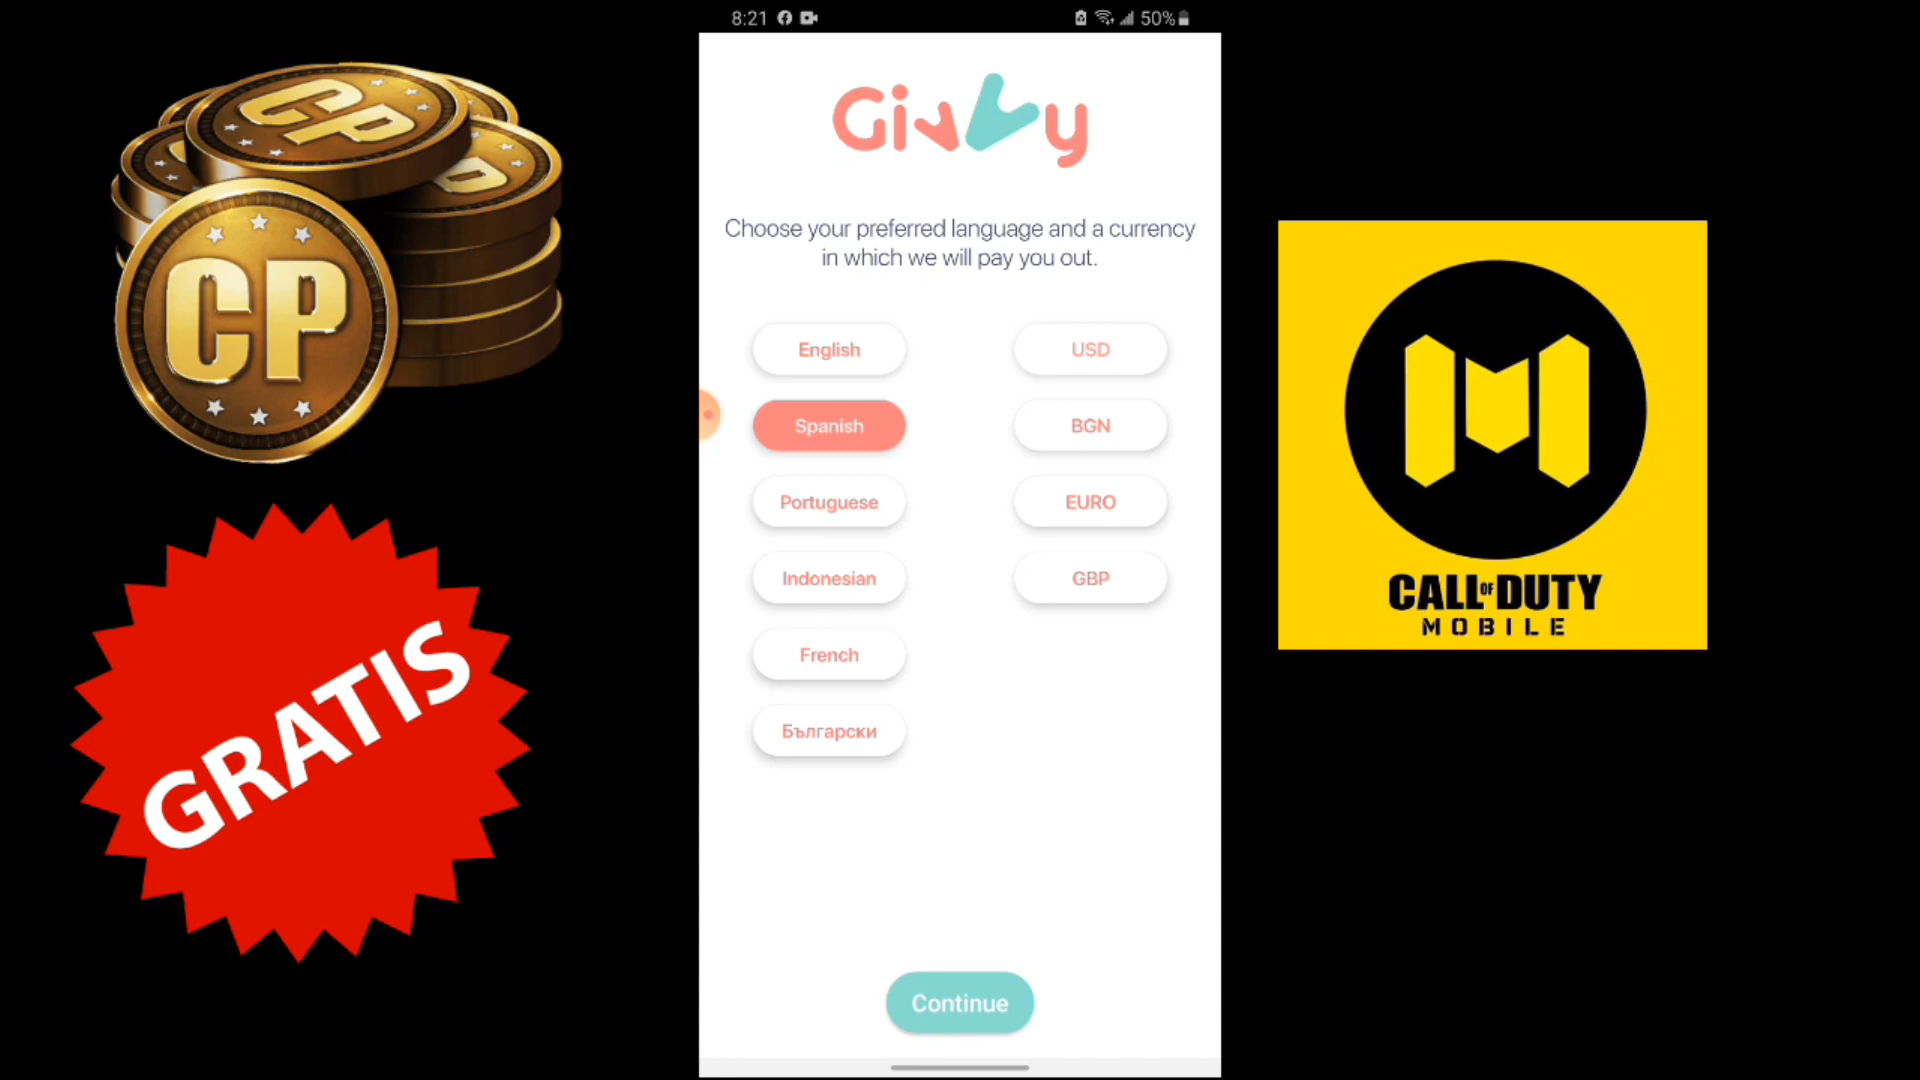 8:21 50%
Givvy
Choose your preferred language and a currency
in which we will pay you out.
English USD
Spanish BGN
Portuguese EURO
Indonesian GBP
French
Български
Continue
CP
CP
GRATIS
CALL OF DUTY
MOBILE